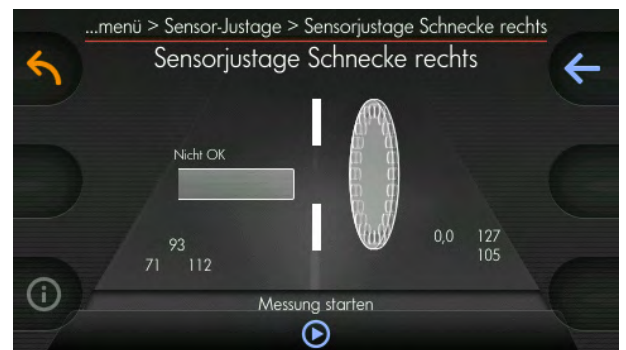 ...menü > Sensor-Justage > Sensorjustage Schnecke rechts
Sensorjustage Schnecke rechts
Nicht OK
93
71 112
0,0 127
105
Messung starten